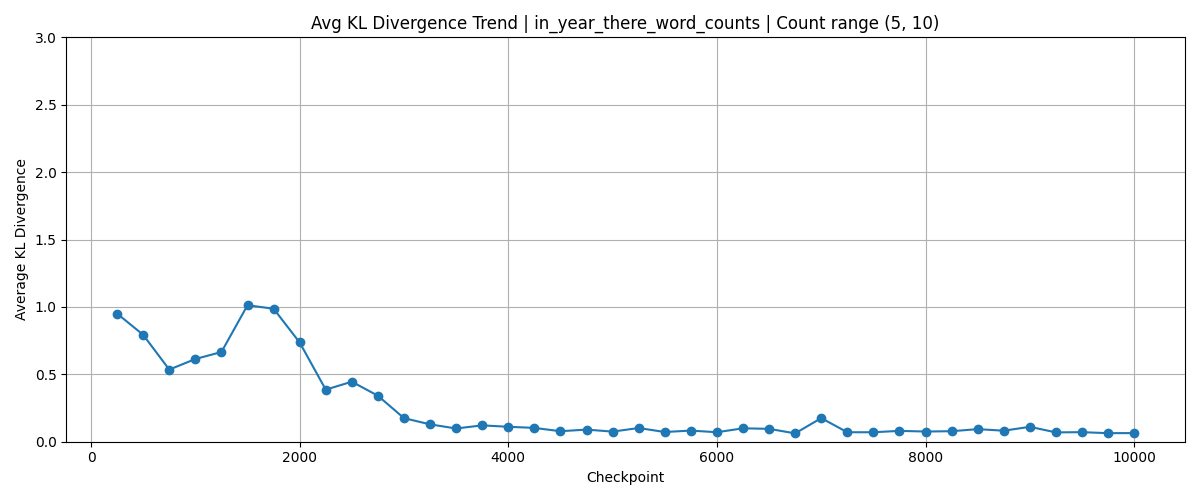 Avg KL Divergence Trend | in_year_there_word_counts | Count range (5, 10)
3.0
2.5
2.0
1.5
1.0
0.5
0.0
Average KL Divergence
0 2000 4000 6000 8000 10000
Checkpoint